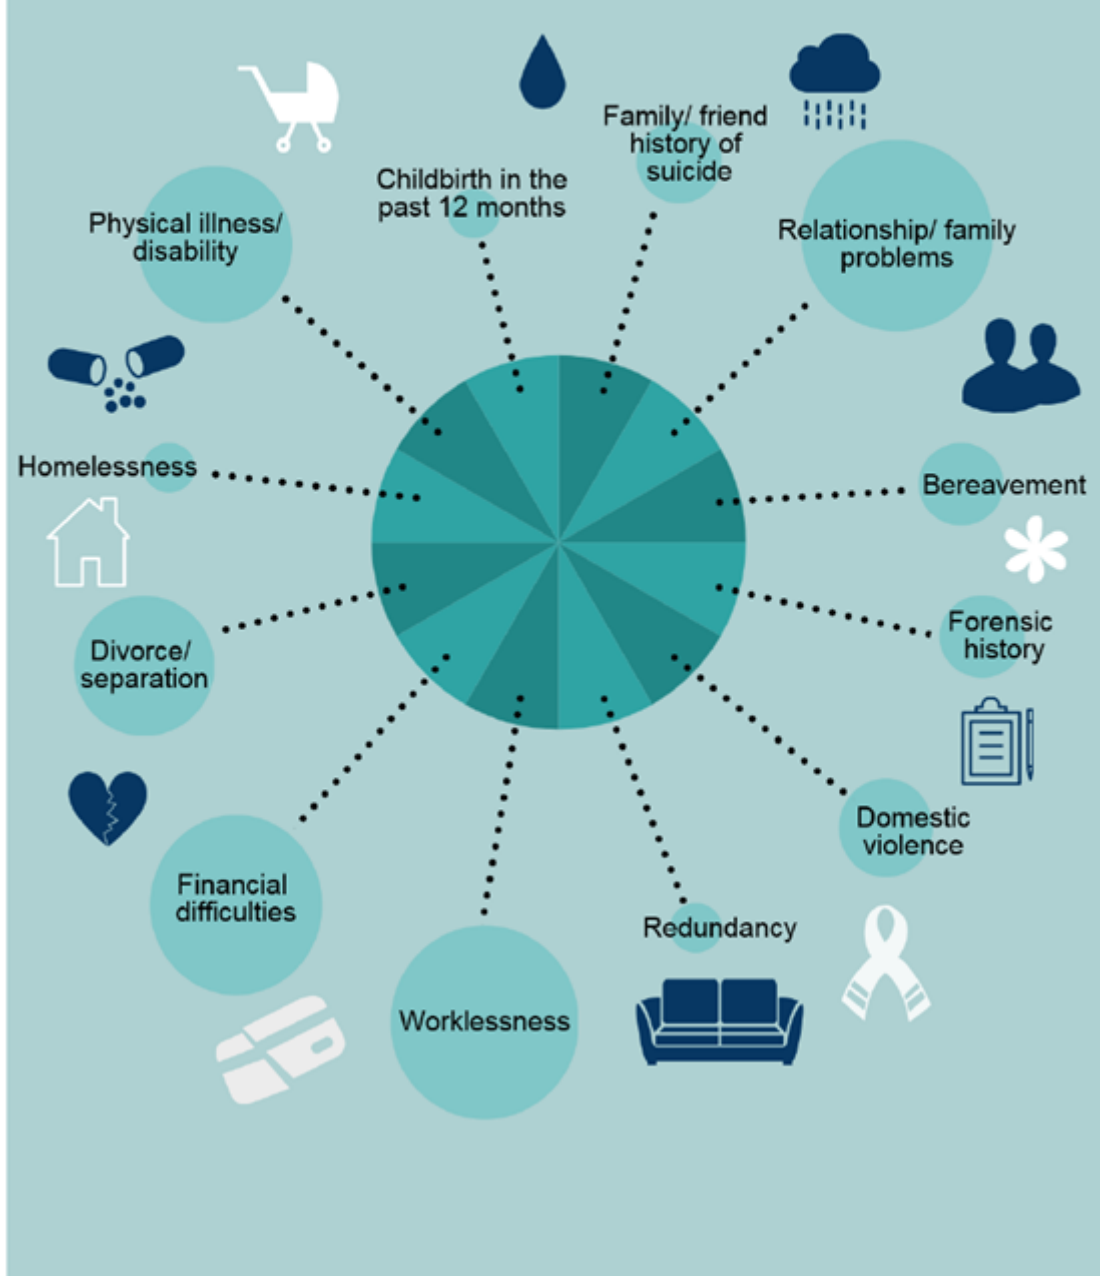 Family/ friend
history of
suicide
Childbirth in the
past 12 months
Physical illness/
disability
Relationship/ family
problems
Homelessness
Bereavement
Forensic
history
Divorce/
separation
Domestic
violence
Financial
difficulties
Redundancy
Worklessness